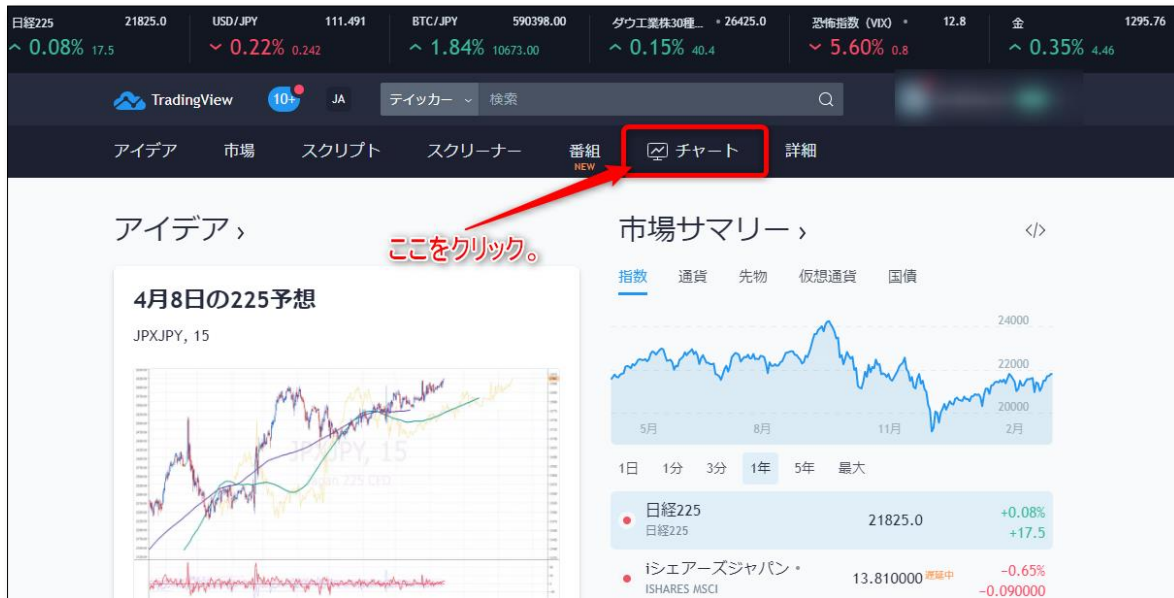 日経225 21825.0
^ 0.08% 17.5
USD/JPY 111.491
0.22% 0.242
BTC/JPY 590398.00
^ 1.84% 10673.00
ダウ工業株30種... 26425.0
^ 0.15% 40.4
恐怖指数 (VIX) 12.8
5.60% 0.8
金 1295.76
^ 0.35% 4.46
TradingView 10+ JA テイッカー 検索
アイデア 市場 スクリプト スクリーナー 番組 チャート 詳細
NEW
ここをクリック。
アイデア ›
4月8日の225予想
JPXJPY, 15
JPXJPY, 15
Japan 225 CFD
市場サマリー › </>
指数 通貨 先物 仮想通貨 国債
24000
22000
20000
5月 8月 11月 2月
1日 1分 3分 1年 5年 最大
日経225 21825.0 +0.08%
日経225 +17.5
iシェアーズジャパン 13.810000 遅延中 −0.65%
ISHARES MSCI −0.090000